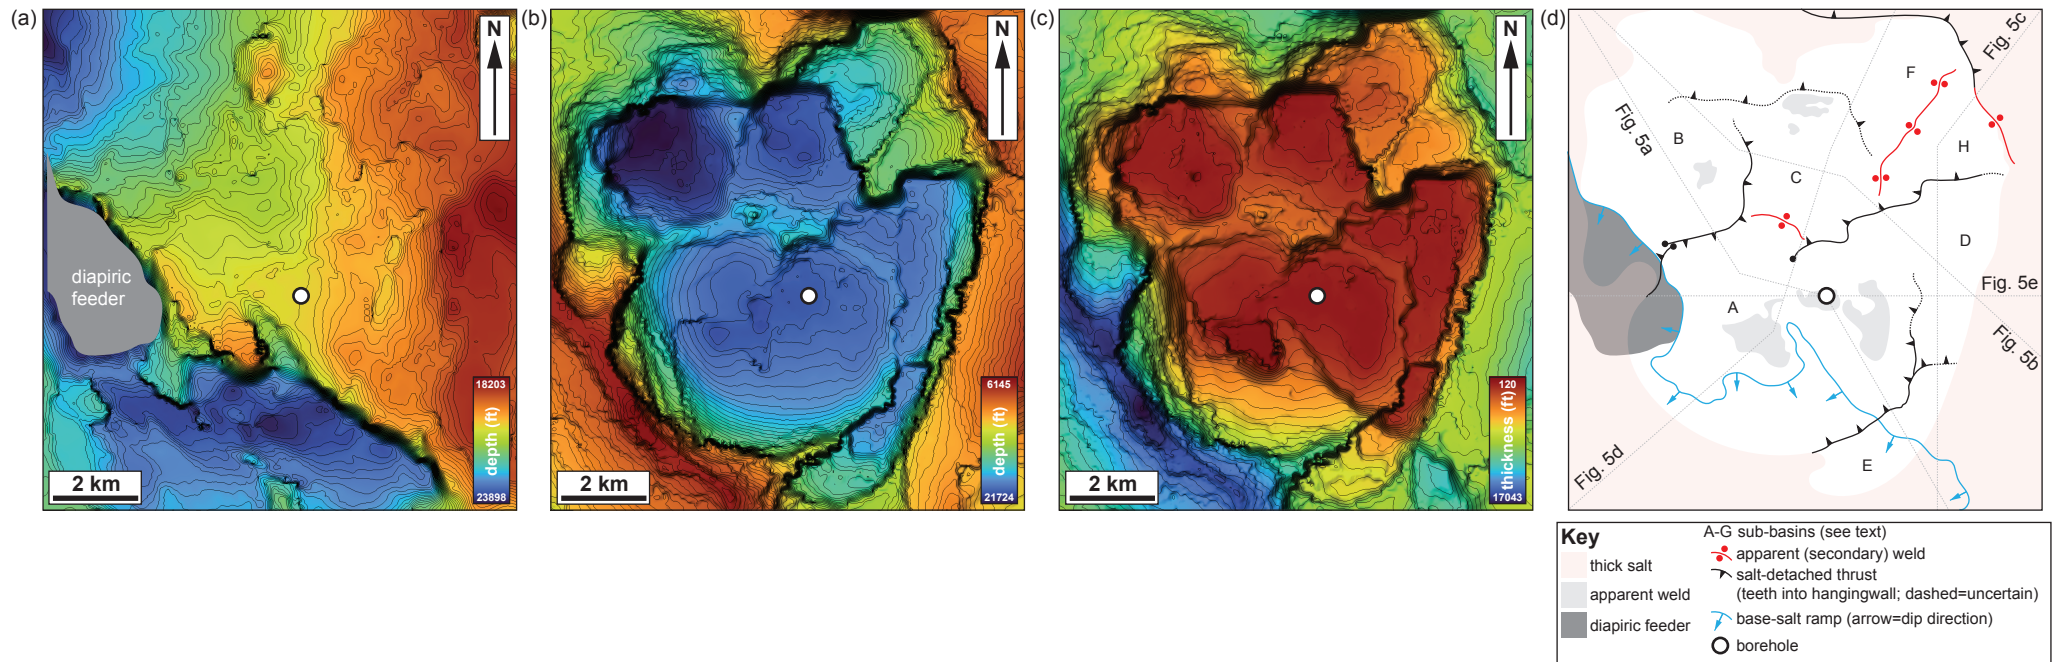 (a)
N
diapiric
feeder
2 km
18203
depth (ft)
23898
(b)
N
2 km
6145
depth (ft)
21724
(c)
N
2 km
120
thickness (ft)
17043
(d)
Fig. 5c
F
Fig. 5a
B
H
C
D
Fig. 5e
A
Fig. 5b
Fig. 5d
E
Key
thick salt
apparent weld
diapiric feeder
A-G sub-basins (see text)
apparent (secondary) weld
salt-detached thrust
(teeth into hangingwall; dashed=uncertain)
base-salt ramp (arrow=dip direction)
borehole